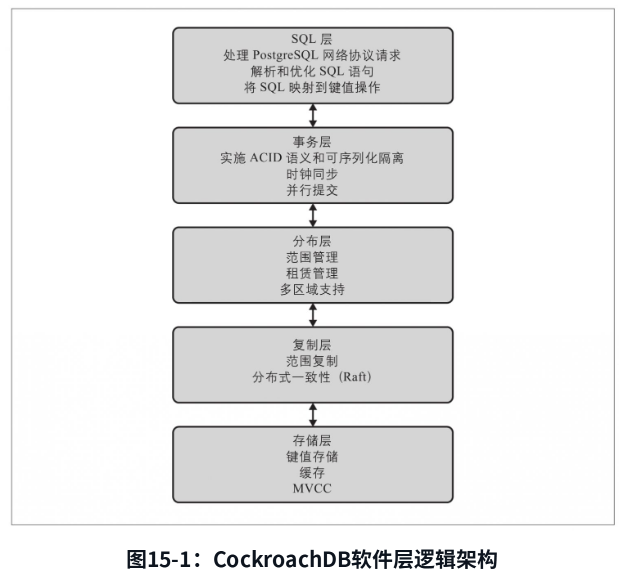 SQL 层
处理 PostgreSQL 网络协议请求
解析和优化 SQL 语句
将 SQL 映射到键值操作
事务层
实施 ACID 语义和可序列化隔离
时钟同步
并行提交
分布层
范围管理
租赁管理
多区域支持
复制层
范围复制
分布式一致性（Raft）
存储层
键值存储
缓存
MVCC
图15-1：CockroachDB软件层逻辑架构